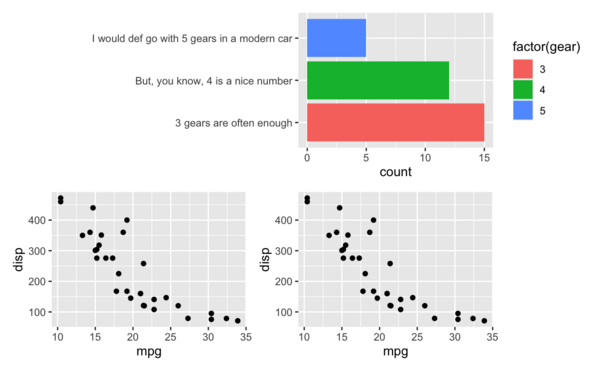 I would def go with 5 gears in a modern car
But, you know, 4 is a nice number
3 gears are often enough
0 5 10 15
count
factor(gear)
3
4
5
400
300
200
100
disp
10 15 20 25 30 35
mpg
400
300
200
100
disp
10 15 20 25 30 35
mpg